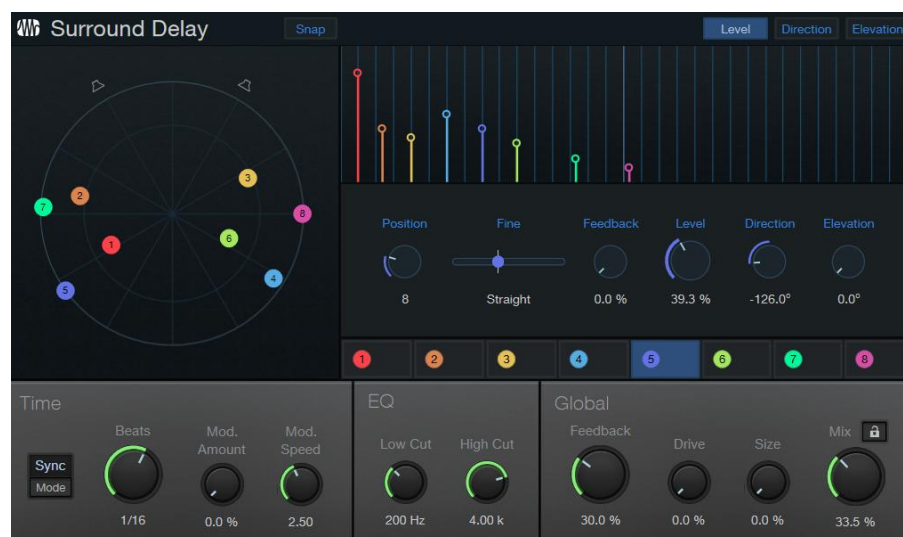 Surround Delay
Snap
Level Direction Elevation
3
2
7
8
6
1
4
5
Position Fine Feedback Level Direction Elevation
8 Straight 0.0 % 39.3 % -126.0° 0.0°
1 2 3 4 5 6 7 8
Time
Beats Mod. Amount Mod. Speed
Sync
Mode
1/16 0.0 % 2.50
EQ
Low Cut High Cut
200 Hz 4.00 k
Global
Feedback Drive Size Mix
30.0 % 0.0 % 0.0 % 33.5 %